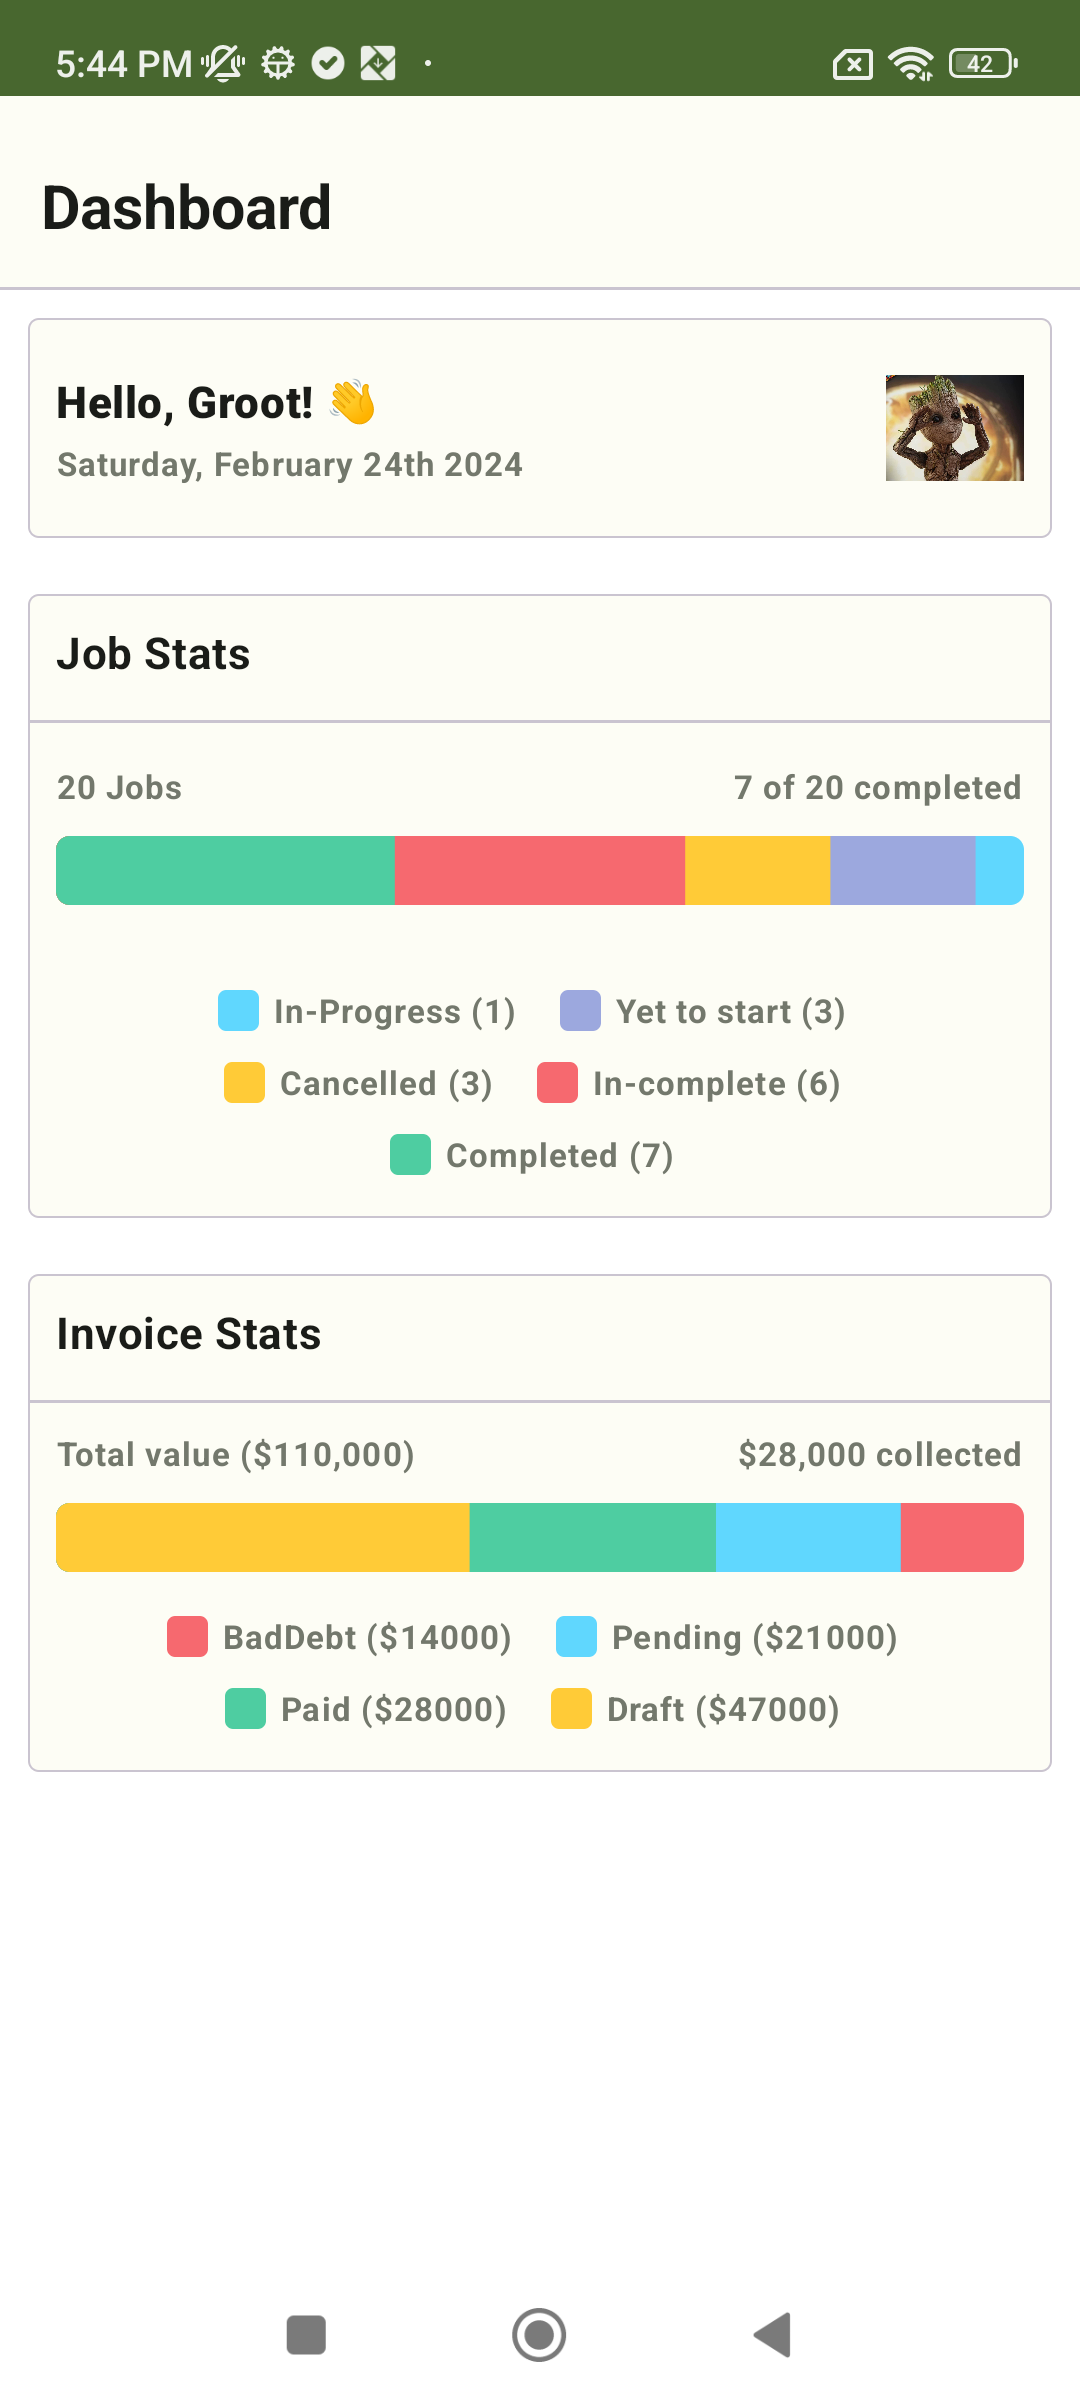 5:44 PM
42
Dashboard
Hello, Groot! 👋
Saturday, February 24th 2024
Job Stats
20 Jobs 7 of 20 completed
In-Progress (1) Yet to start (3)
Cancelled (3) In-complete (6)
Completed (7)
Invoice Stats
Total value ($110,000) $28,000 collected
BadDebt ($14000) Pending ($21000)
Paid ($28000) Draft ($47000)